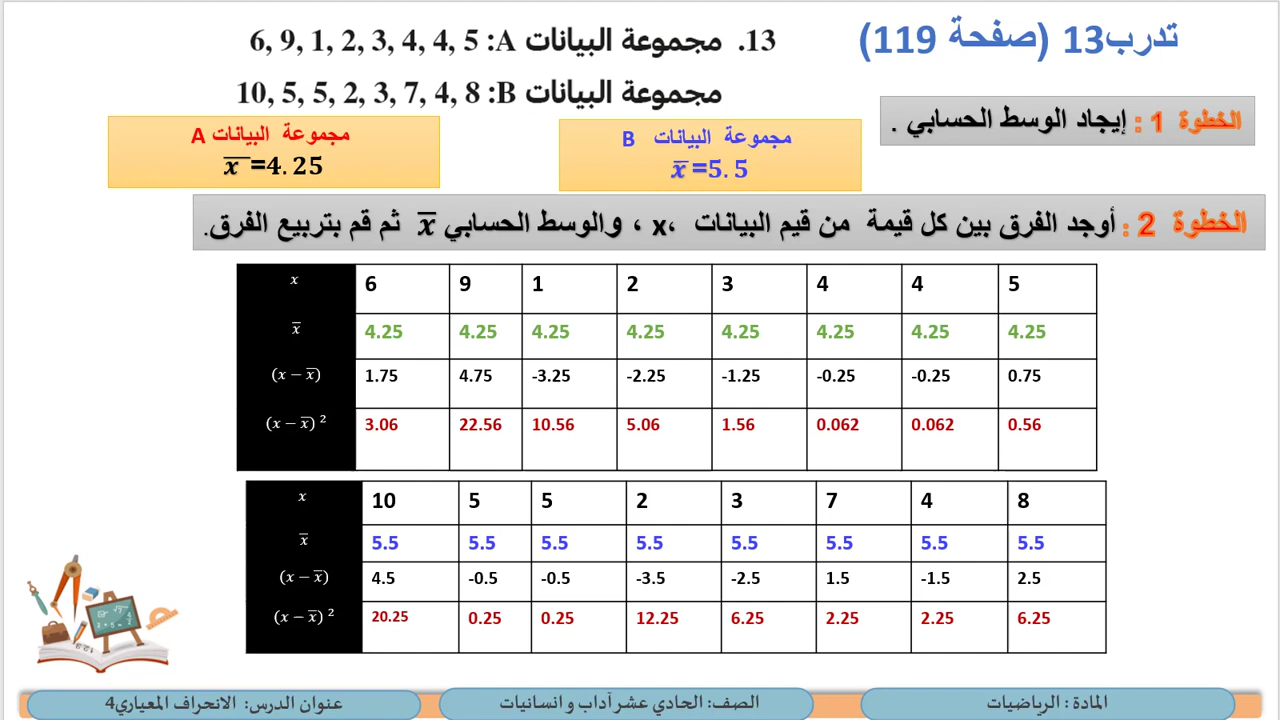 تدرب13 (صفحة 119)
13. مجموعة البيانات A: 6, 9, 1, 2, 3, 4, 4, 5
مجموعة البيانات B: 10, 5, 5, 2, 3, 7, 4, 8
الخطوة 1 : إيجاد الوسط الحسابي .
مجموعة البيانات B
x̅ =5.5
مجموعة البيانات A
x̅ =4.25
الخطوة 2 : أوجد الفرق بين كل قيمة من قيم البيانات x، ، والوسط الحسابي x̅ ثم قم بتربيع الفرق.
x 6 9 1 2 3 4 4 5
x̅ 4.25 4.25 4.25 4.25 4.25 4.25 4.25 4.25
(x − x̅) 1.75 4.75 -3.25 -2.25 -1.25 -0.25 -0.25 0.75
(x − x̅)² 3.06 22.56 10.56 5.06 1.56 0.062 0.062 0.56
x 10 5 5 2 3 7 4 8
x̅ 5.5 5.5 5.5 5.5 5.5 5.5 5.5 5.5
(x − x̅) 4.5 -0.5 -0.5 -3.5 -2.5 1.5 -1.5 2.5
(x − x̅)² 20.25 0.25 0.25 12.25 6.25 2.25 2.25 6.25
المادة : الرياضيات
الصف: الحادي عشر آداب و انسانيات
عنوان الدرس: الانحراف المعياري4